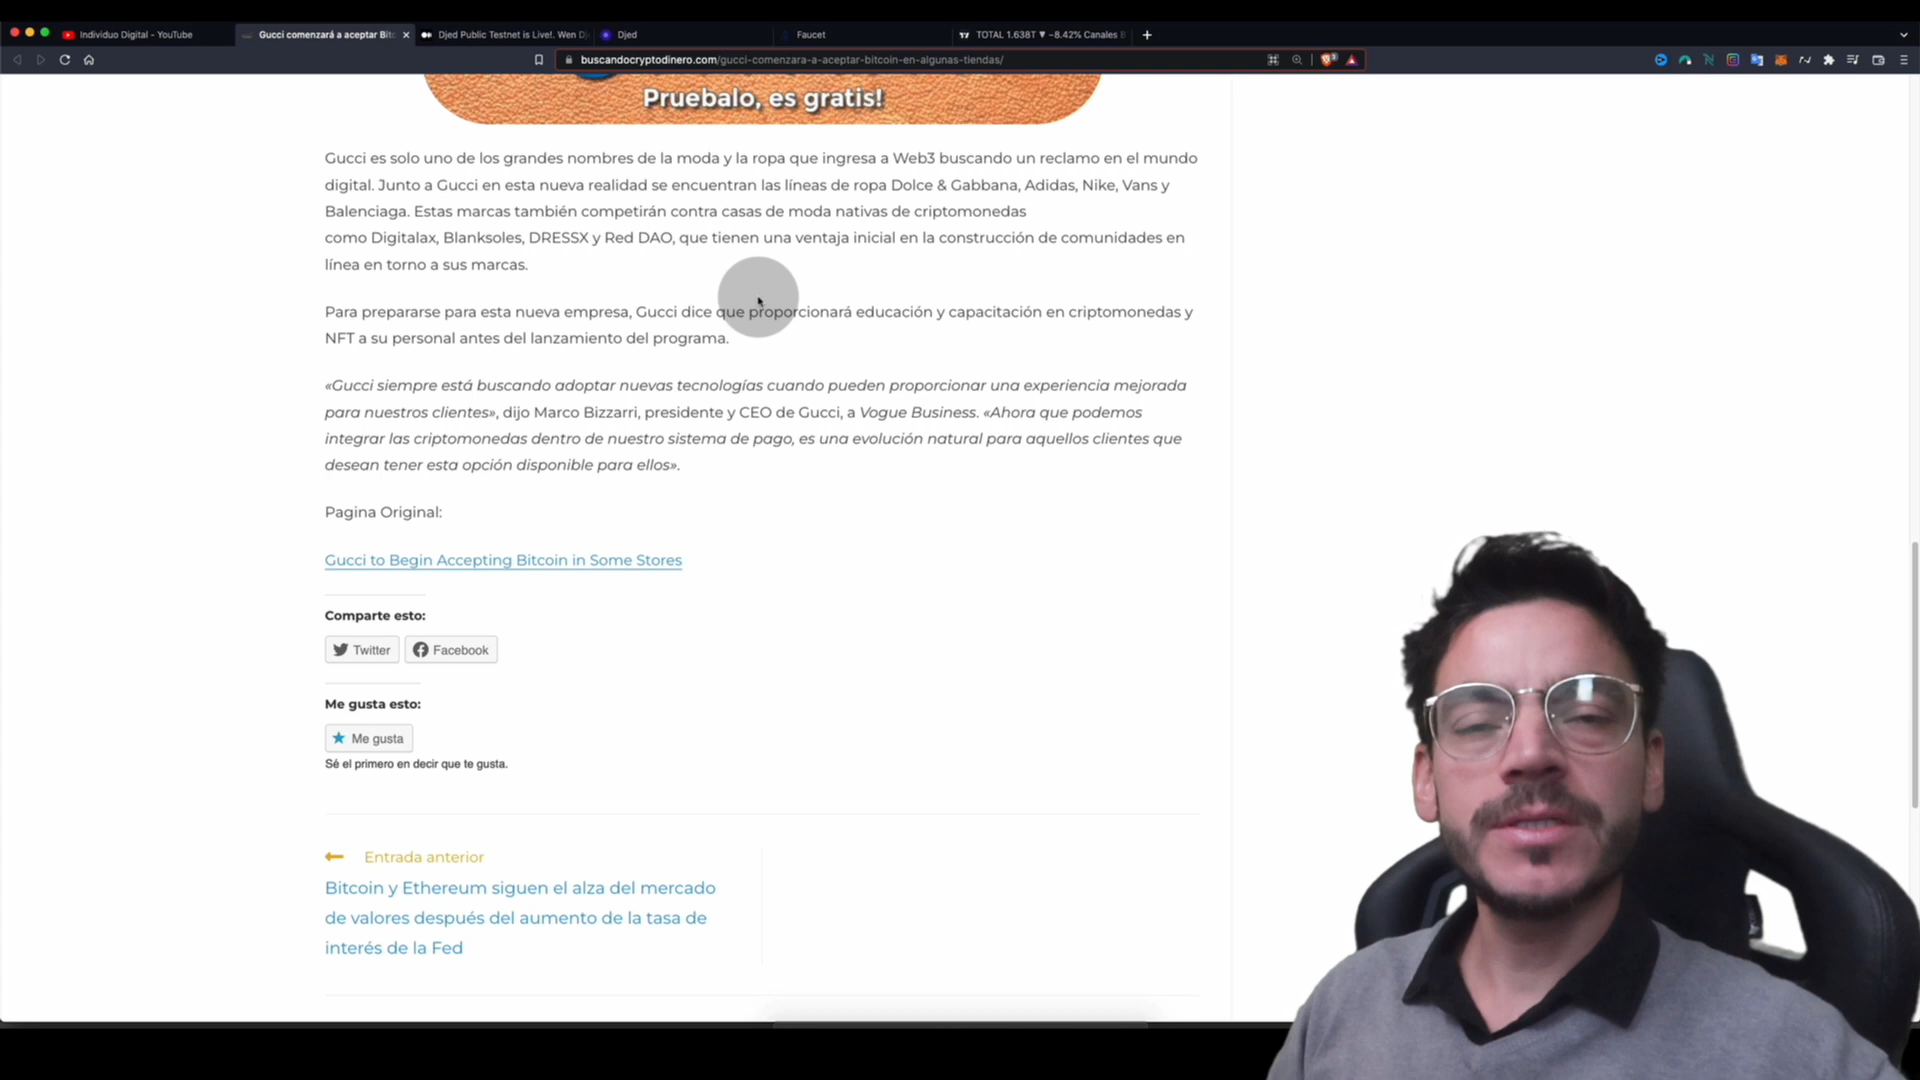 Individuo Digital - YouTube
Gucci comenzará a aceptar Bitc
Djed Public Testnet is Live!. Wen Dj
Djed
Faucet
TOTAL 1.638T ▼ −8.42% Canales B
buscandocryptodinero.com/gucci-comenzara-a-aceptar-bitcoin-en-algunas-tiendas/
Pruebalo, es gratis!
Gucci es solo uno de los grandes nombres de la moda y la ropa que ingresa a Web3 buscando un reclamo en el mundo
digital. Junto a Gucci en esta nueva realidad se encuentran las líneas de ropa Dolce & Gabbana, Adidas, Nike, Vans y
Balenciaga. Estas marcas también competirán contra casas de moda nativas de criptomonedas
como Digitalax, Blanksoles, DRESSX y Red DAO, que tienen una ventaja inicial en la construcción de comunidades en
línea en torno a sus marcas.
Para prepararse para esta nueva empresa, Gucci dice que proporcionará educación y capacitación en criptomonedas y
NFT a su personal antes del lanzamiento del programa.
«Gucci siempre está buscando adoptar nuevas tecnologías cuando pueden proporcionar una experiencia mejorada
para nuestros clientes», dijo Marco Bizzarri, presidente y CEO de Gucci, a Vogue Business. «Ahora que podemos
integrar las criptomonedas dentro de nuestro sistema de pago, es una evolución natural para aquellos clientes que
desean tener esta opción disponible para ellos».
Pagina Original:
Gucci to Begin Accepting Bitcoin in Some Stores
Comparte esto:
Twitter
Facebook
Me gusta esto:
Me gusta
Sé el primero en decir que te gusta.
Entrada anterior
Bitcoin y Ethereum siguen el alza del mercado
de valores después del aumento de la tasa de
interés de la Fed